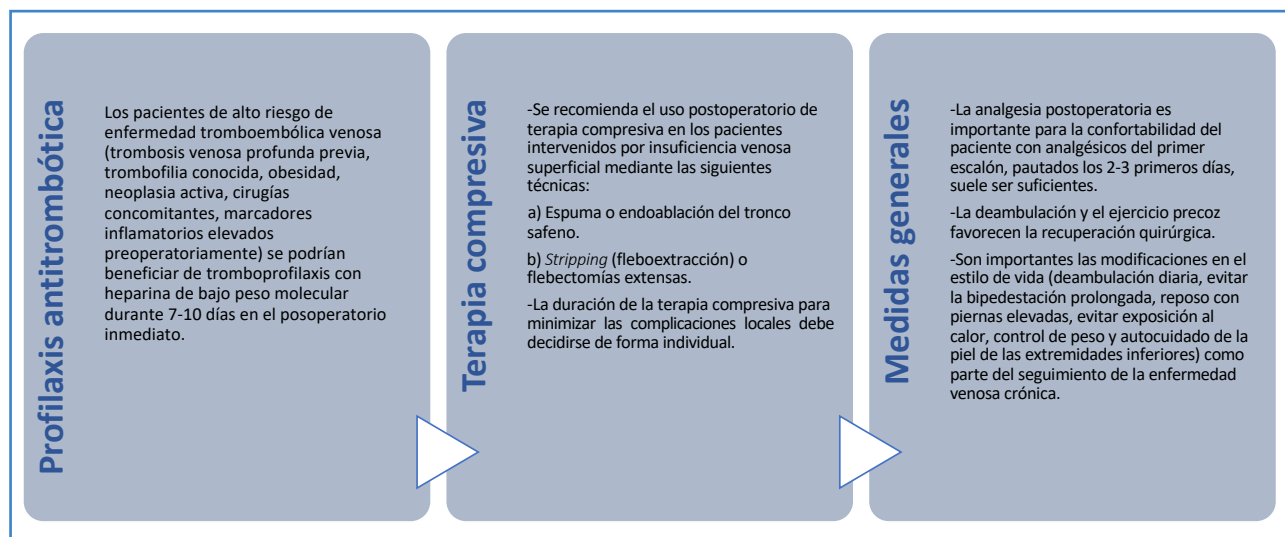 Profilaxis antitrombótica
Los pacientes de alto riesgo de
enfermedad tromboembólica venosa
(trombosis venosa profunda previa,
trombofilia conocida, obesidad,
neoplasia activa, cirugías
concomitantes, marcadores
inflamatorios elevados
preoperatoriamente) se podrían
beneficiar de tromboprofilaxis con
heparina de bajo peso molecular
durante 7-10 días en el posoperatorio
inmediato.
Terapia compresiva
-Se recomienda el uso postoperatorio de
terapia compresiva en los pacientes
intervenidos por insuficiencia venosa
superficial mediante las siguientes
técnicas:
a) Espuma o endoablación del tronco
safeno.
b) Stripping (fleboextracción) o
flebectomías extensas.
-La duración de la terapia compresiva para
minimizar las complicaciones locales debe
decidirse de forma individual.
Medidas generales
-La analgesia postoperatoria es
importante para la confortabilidad del
paciente con analgésicos del primer
escalón, pautados los 2-3 primeros días,
suele ser suficientes.
-La deambulación y el ejercicio precoz
favorecen la recuperación quirúrgica.
-Son importantes las modificaciones en el
estilo de vida (deambulación diaria, evitar
la bipedestación prolongada, reposo con
piernas elevadas, evitar exposición al
calor, control de peso y autocuidado de la
piel de las extremidades inferiores) como
parte del seguimiento de la enfermedad
venosa crónica.